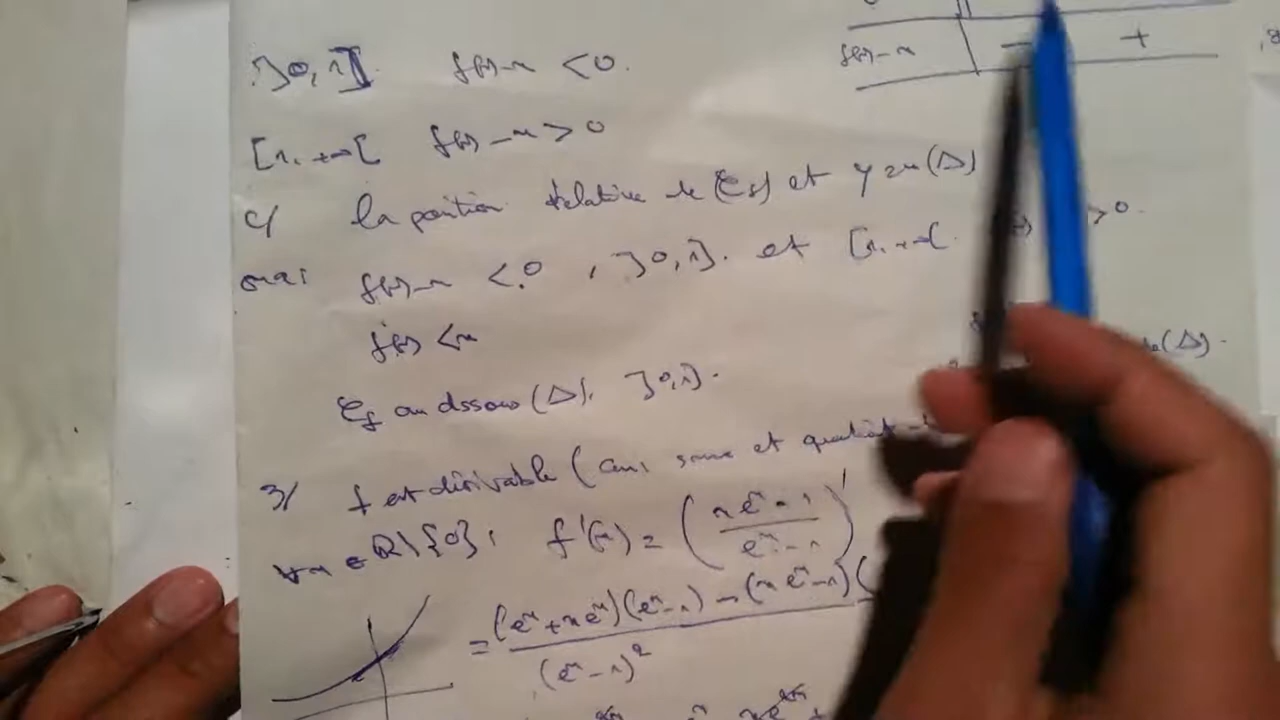 f(x)-x - +
]0,1] f(x)-x <0.
[1,+∞[ f(x)-x > 0
c/ la position relative de (Cf) et y=x (Δ)
on a: f(x)-x <0 , ]0,1]. et [1,+∞[. >0.
f(x) <x
Cf au dssous (Δ), ]0,1]. (Δ).
3/ f est dérivable ( somme et quotient
∀x ∈ ℝ\{0}; f'(x) = ((xeˣ-1)/(eˣ-1))'
= ((eˣ+xeˣ)(eˣ-1) - (xeˣ-1)( / (eˣ-1)²